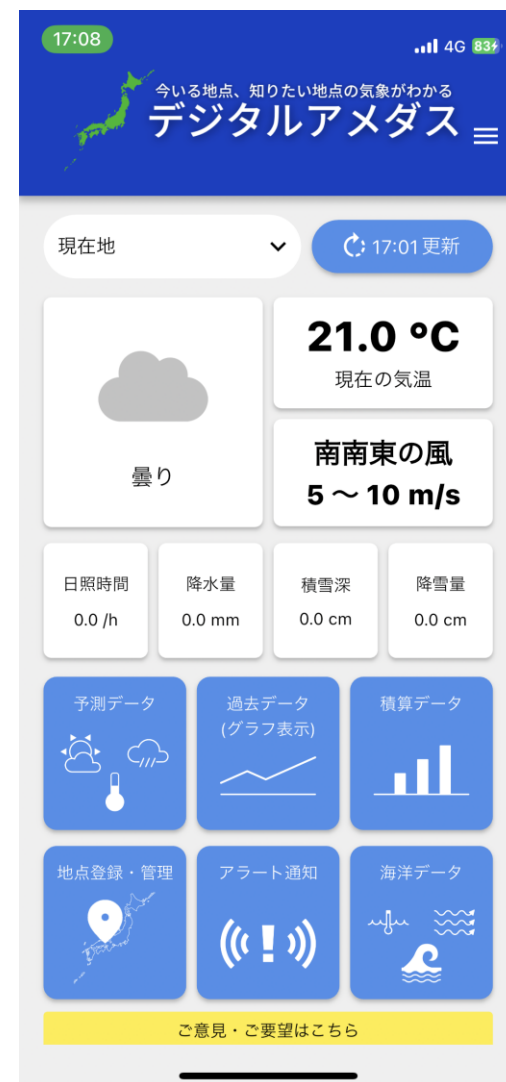 17:08
4G 83
今いる地点、知りたい地点の気象がわかる
デジタルアメダス
現在地
17:01更新
21.0 °C
現在の気温
曇り
南南東の風
5 〜 10 m/s
日照時間
0.0 /h
降水量
0.0 mm
積雪深
0.0 cm
降雪量
0.0 cm
予測データ
過去データ
(グラフ表示)
積算データ
地点登録・管理
アラート通知
海洋データ
ご意見・ご要望はこちら